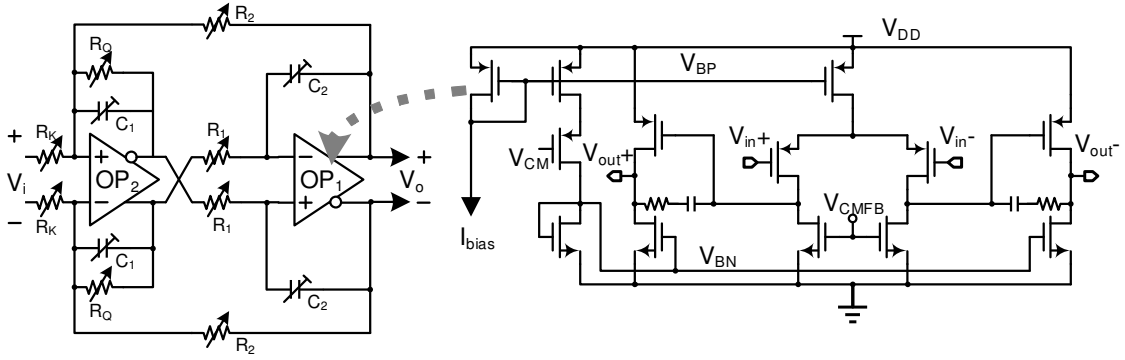 R2
RQ
C1
C2
+
Vi
−
RK
RK
+
OP2
−
R1
R1
−
OP1
+
+
Vo
−
C1
RQ
C2
R2
VDD
VBP
VCM
Vout+
Vin+
Vin-
Vout-
VCMFB
Ibias
VBN